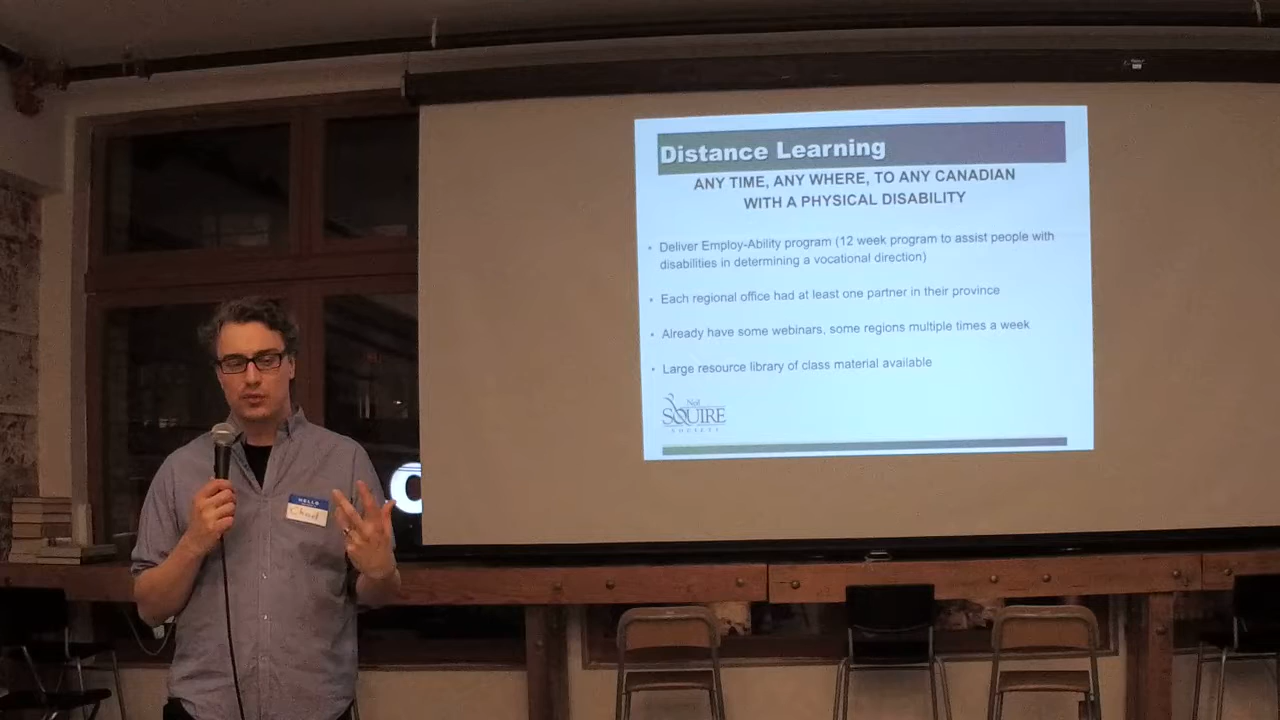 Distance Learning
ANY TIME, ANY WHERE, TO ANY CANADIAN
WITH A PHYSICAL DISABILITY
• Deliver Employ-Ability program (12 week program to assist people with
disabilities in determining a vocational direction)
• Each regional office had at least one partner in their province
• Already have some webinars, some regions multiple times a week
• Large resource library of class material available
Neil
SQUIRE
SOCIETY
HELLO
Chad